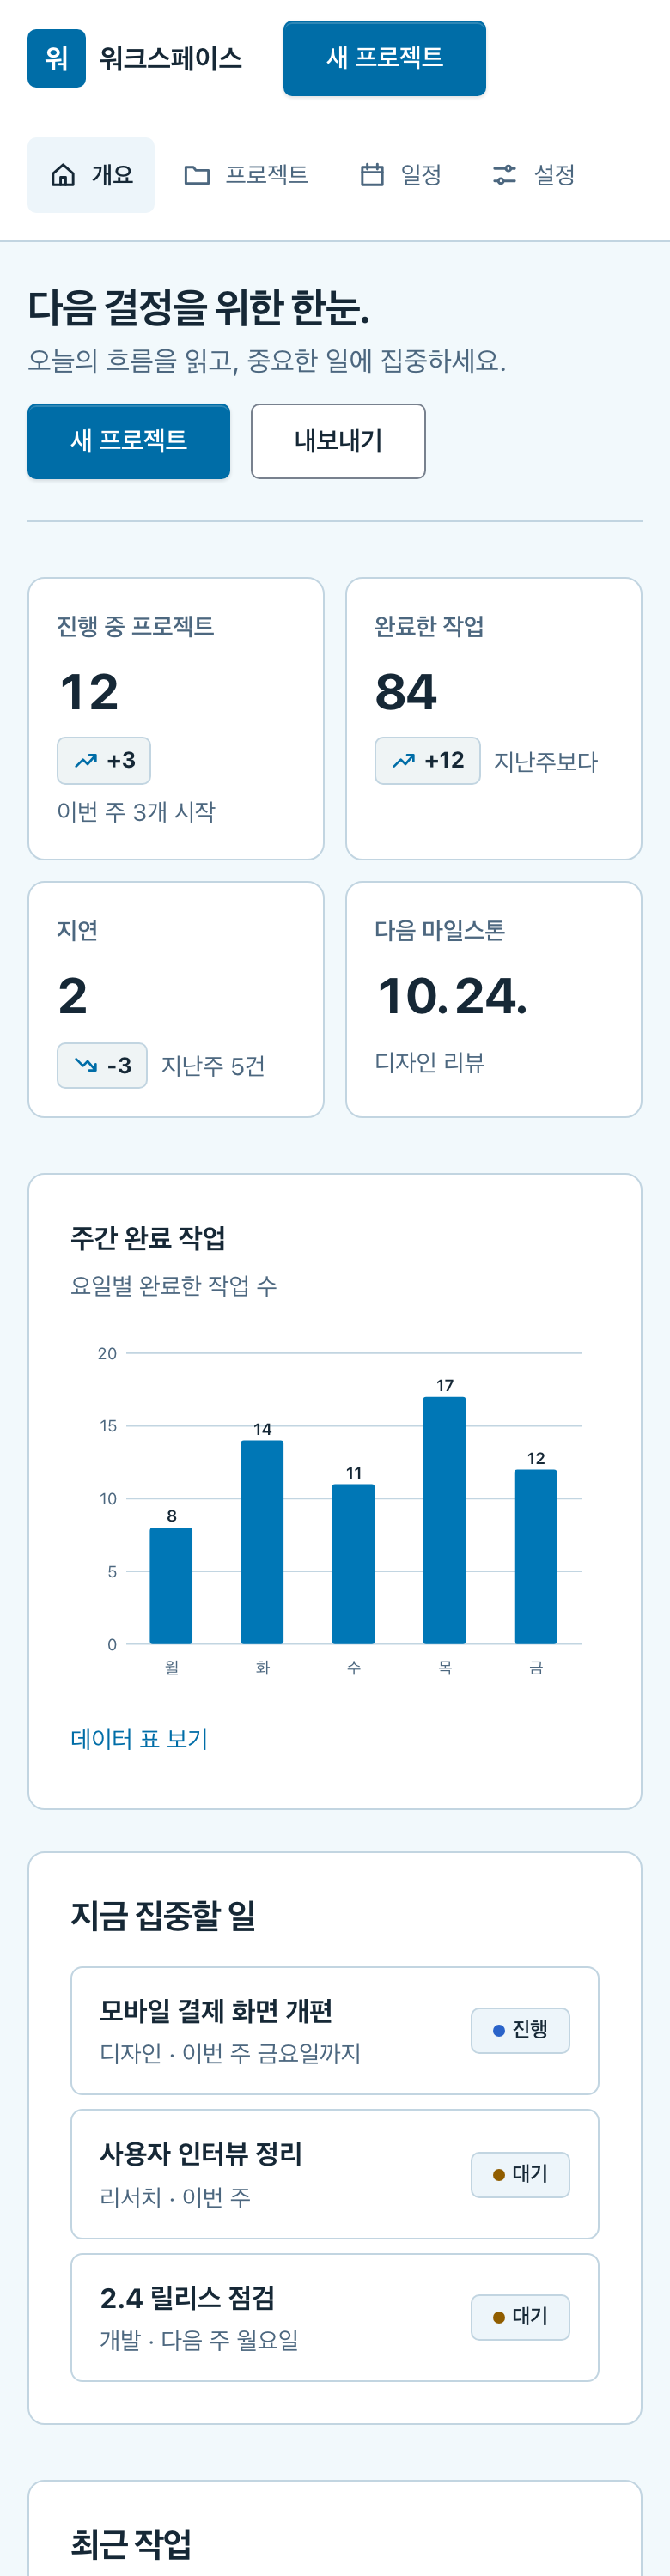 워 워크스페이스 새 프로젝트
개요 프로젝트 일정 설정
다음 결정을 위한 한눈.
오늘의 흐름을 읽고, 중요한 일에 집중하세요.
새 프로젝트 내보내기
진행 중 프로젝트
12
+3
이번 주 3개 시작
완료한 작업
84
+12 지난주보다
지연
2
-3 지난주 5건
다음 마일스톤
10. 24.
디자인 리뷰
주간 완료 작업
요일별 완료한 작업 수
20
15
10
5
0
8
14
11
17
12
월 화 수 목 금
데이터 표 보기
지금 집중할 일
모바일 결제 화면 개편
디자인 · 이번 주 금요일까지
진행
사용자 인터뷰 정리
리서치 · 이번 주
대기
2.4 릴리스 점검
개발 · 다음 주 월요일
대기
최근 작업